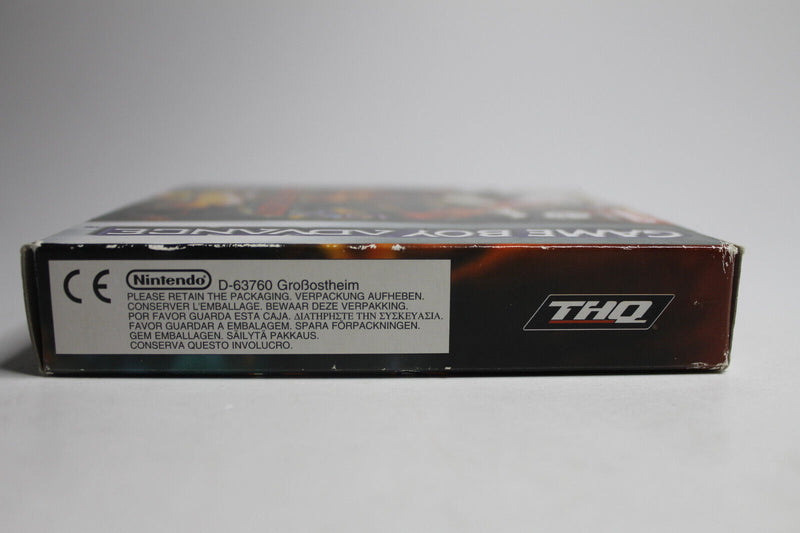 GAME BOY ADVANCE
CE
Nintendo® D-63760 Großostheim
PLEASE RETAIN THE PACKAGING. VERPACKUNG AUFHEBEN.
CONSERVER L'EMBALLAGE. BEWAAR DEZE VERPAKKING.
POR FAVOR GUARDA ESTA CAJA. ΔΙΑΤΗΡΗΣΤΕ ΤΗΝ ΣΥΣΚΕΥΑΣΙΑ.
FAVOR GUARDAR A EMBALAGEM. SPARA FÖRPACKNINGEN.
GEM EMBALLAGEN. SÄILYTÄ PAKKAUS.
CONSERVA QUESTO INVOLUCRO.
THQ